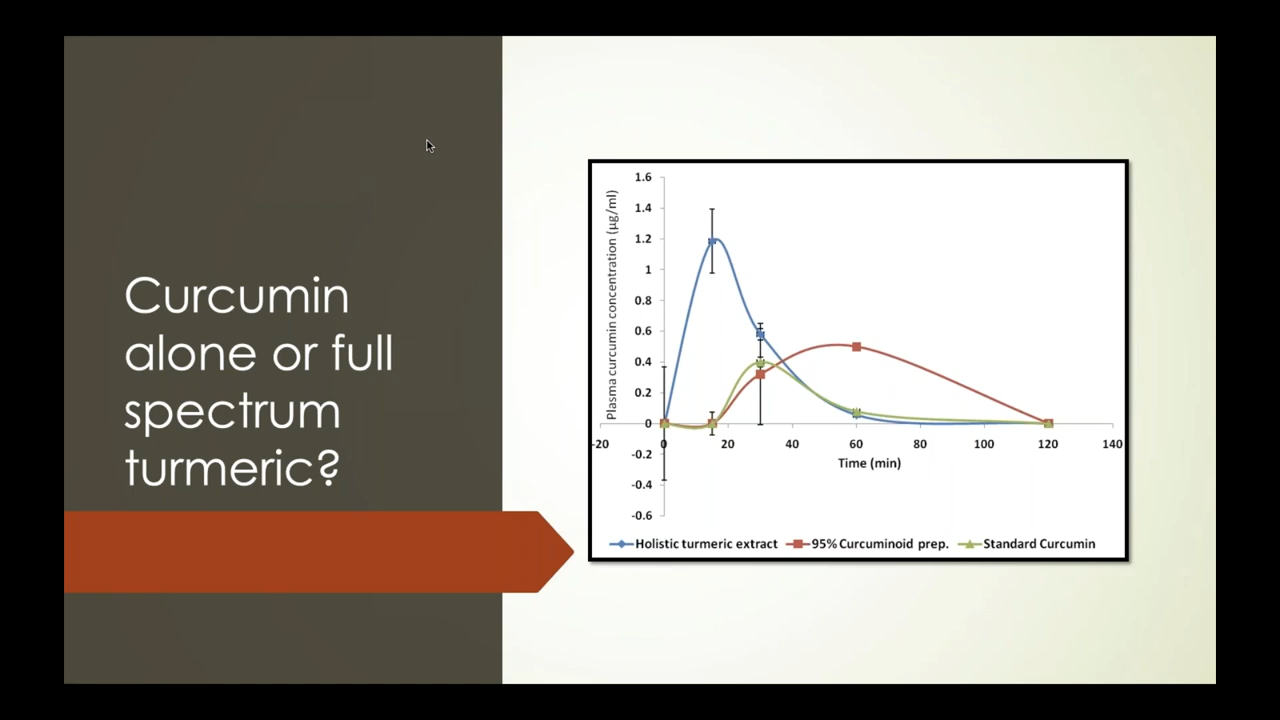 Curcumin
alone or full
spectrum
turmeric?
Plasma curcumin concentration (µg/ml)
1.6
1.4
1.2
1
0.8
0.6
0.4
0.2
0
-0.2
-0.4
-0.6
-20 0 20 40 60 80 100 120 140
Time (min)
Holistic turmeric extract 95% Curcuminoid prep. Standard Curcumin